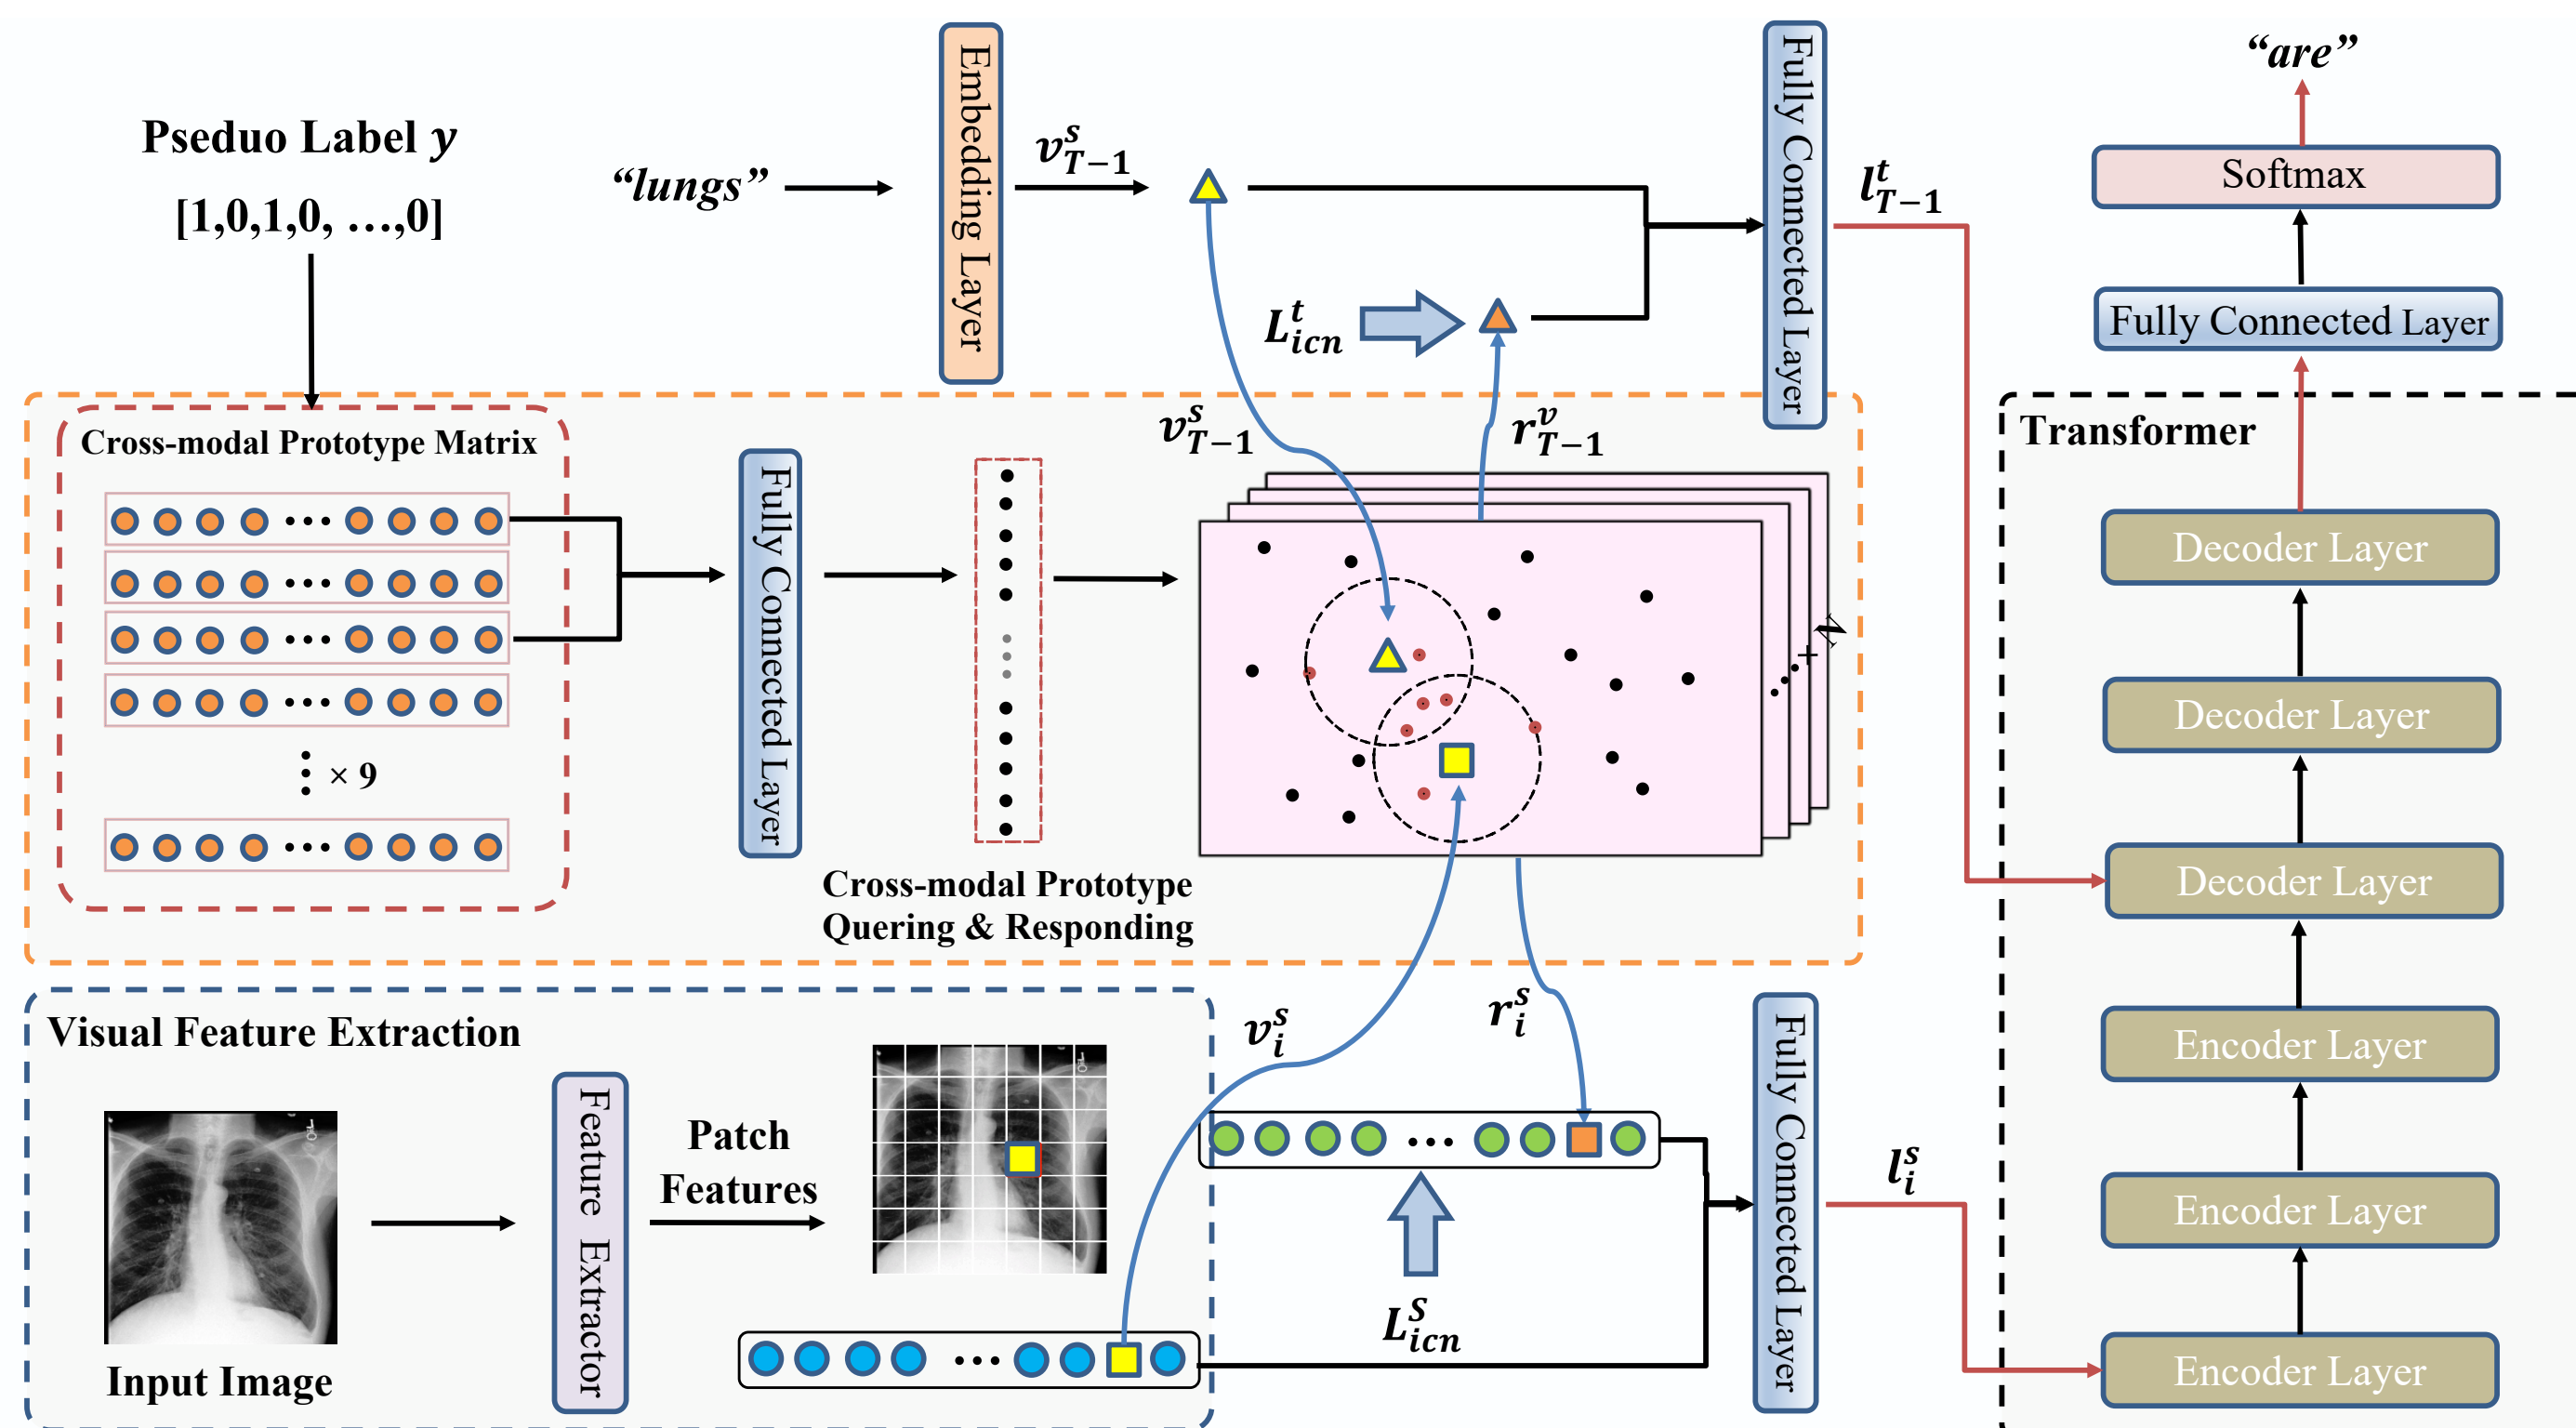 Pseduo Label y
[1,0,1,0, …,0]
“lungs”
Embedding Layer
v^s_{T−1}
L^t_{icn}
Fully Connected Layer
l^t_{T−1}
“are”
Softmax
Fully Connected Layer
Cross-modal Prototype Matrix
× 9
Fully Connected Layer
v^s_{T−1}
r^v_{T−1}
+ N
Cross-modal Prototype
Quering & Responding
Transformer
Decoder Layer
Decoder Layer
Decoder Layer
Encoder Layer
Encoder Layer
Encoder Layer
Visual Feature Extraction
Input Image
Feature Extractor
Patch
Features
v^s_i
r^s_i
L^S_{icn}
Fully Connected Layer
l^s_i